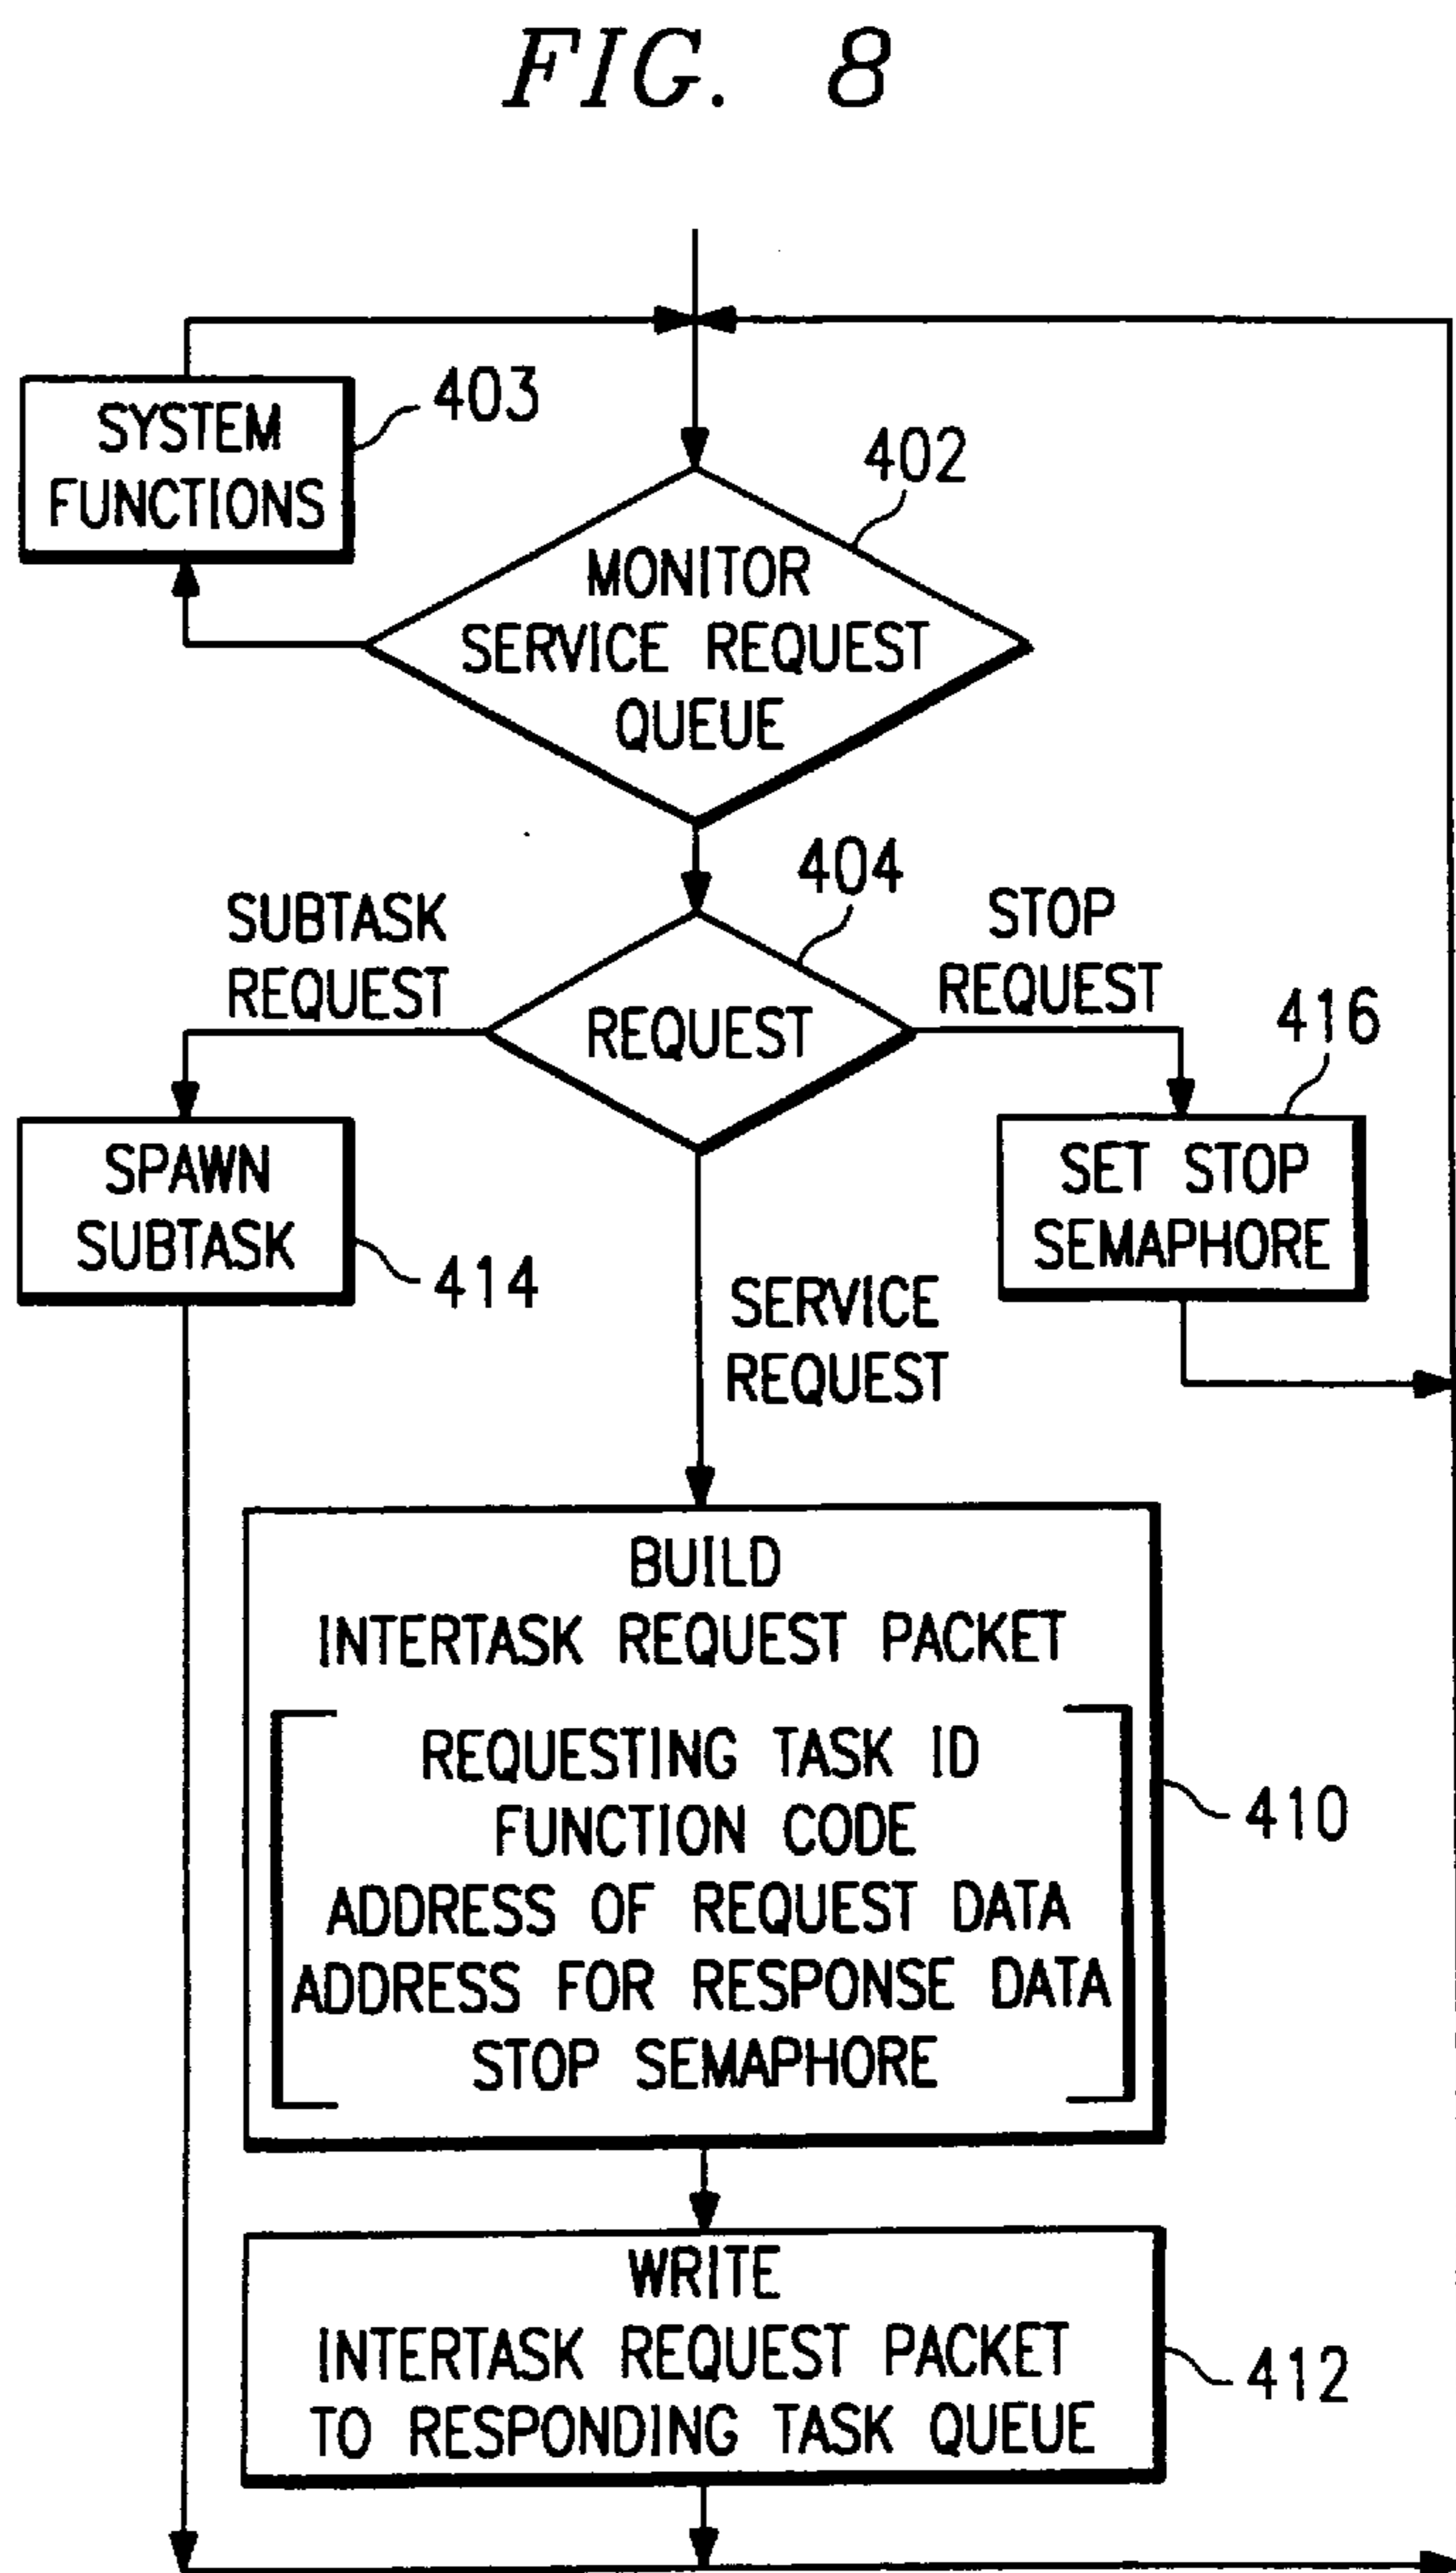 FIG. 8
403
SYSTEM
FUNCTIONS
402
MONITOR
SERVICE REQUEST
QUEUE
404
SUBTASK
REQUEST
STOP
REQUEST
REQUEST
416
SPAWN
SUBTASK
414
SET STOP
SEMAPHORE
SERVICE
REQUEST
BUILD
INTERTASK REQUEST PACKET
REQUESTING TASK ID
FUNCTION CODE
ADDRESS OF REQUEST DATA
ADDRESS FOR RESPONSE DATA
STOP SEMAPHORE
410
WRITE
INTERTASK REQUEST PACKET
TO RESPONDING TASK QUEUE
412